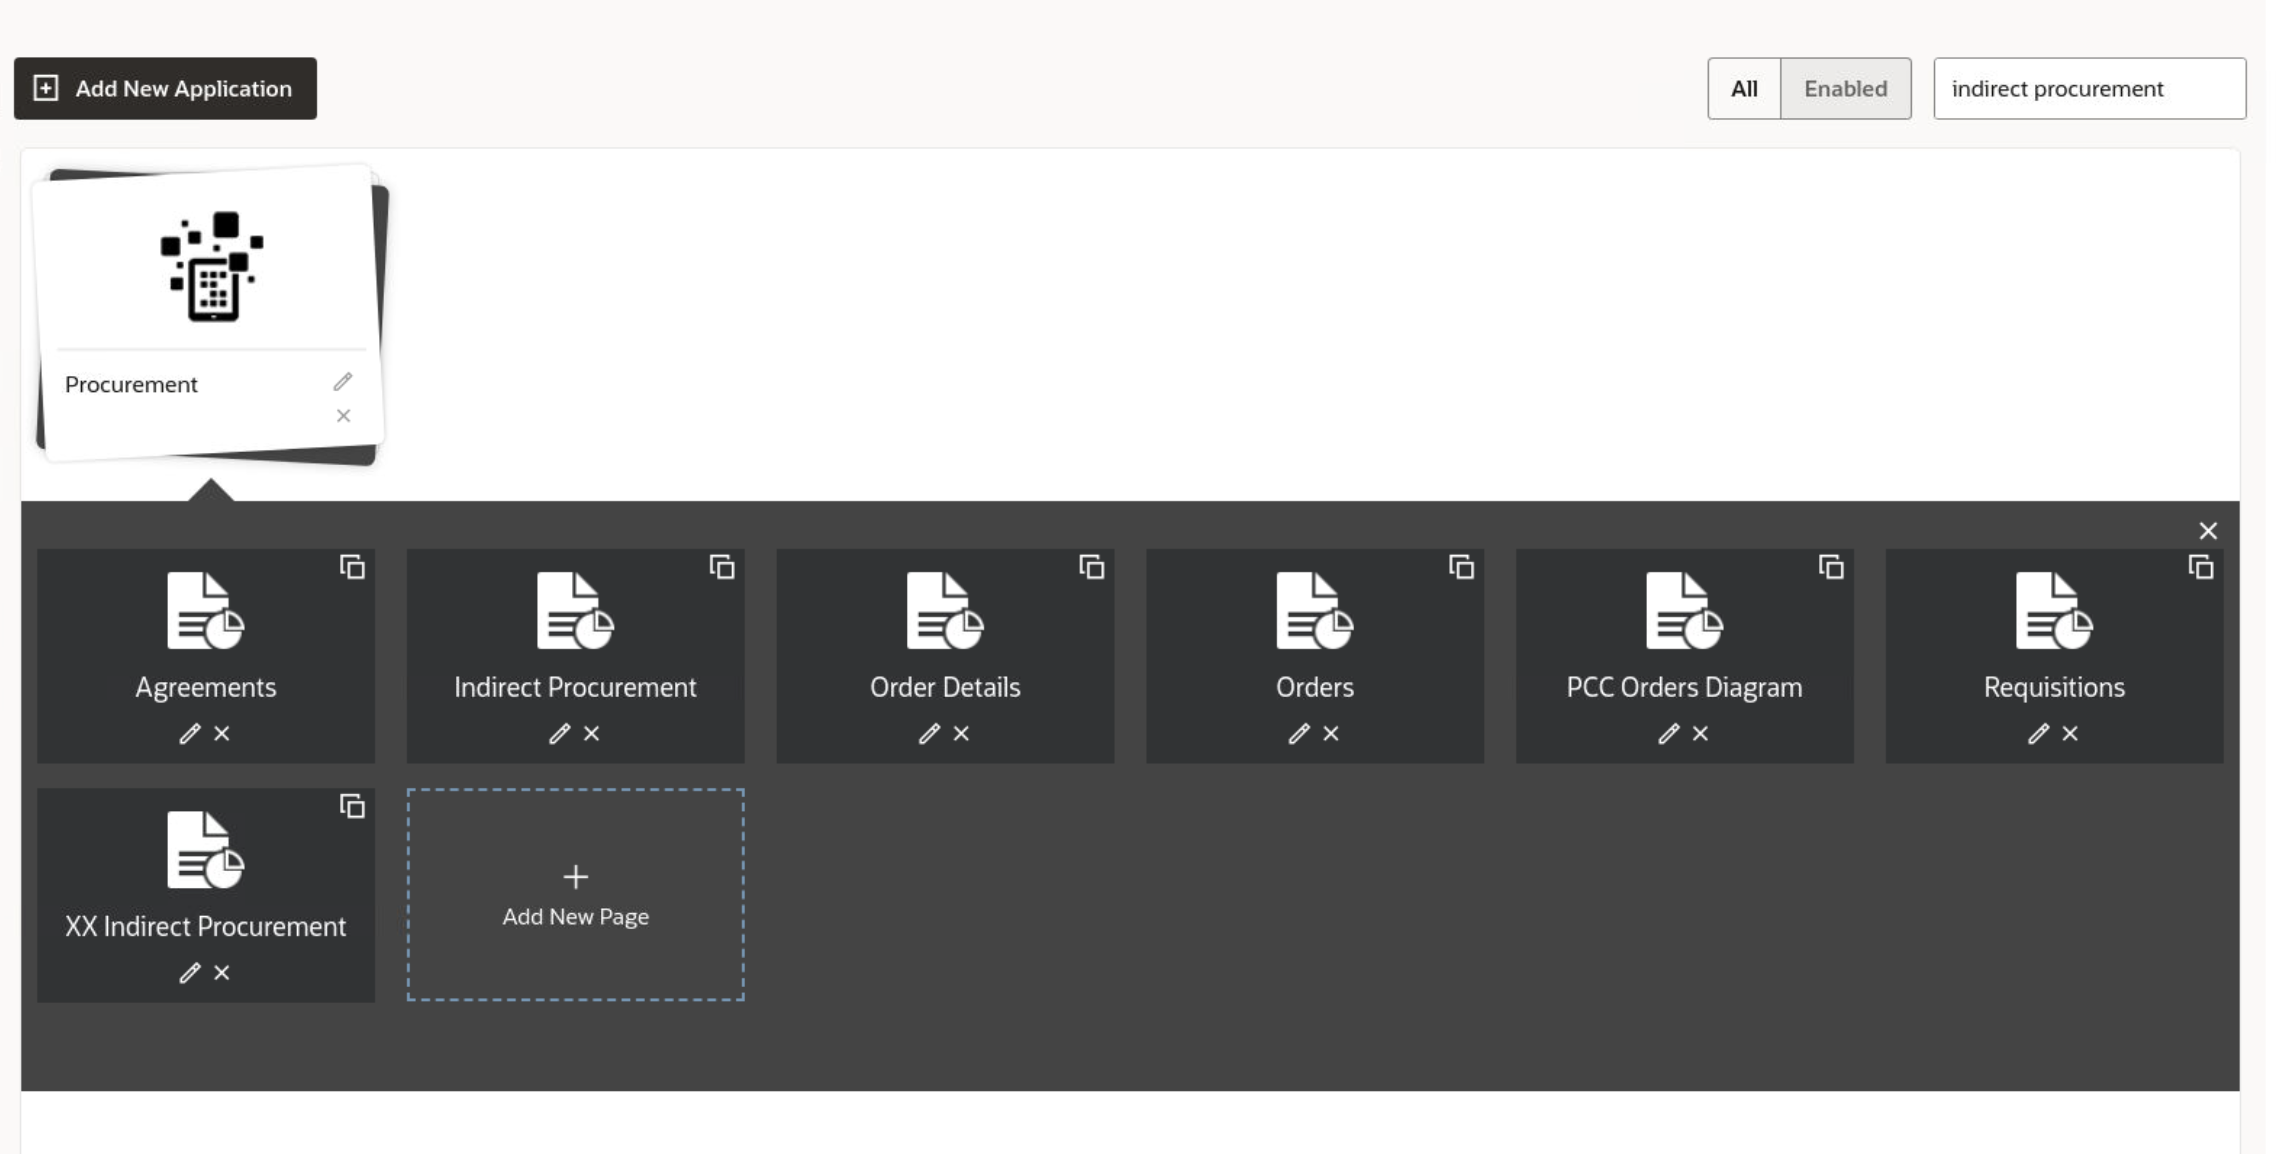 Add New Application
All
Enabled
indirect procurement
Procurement
Agreements
Indirect Procurement
Order Details
Orders
PCC Orders Diagram
Requisitions
XX Indirect Procurement
Add New Page